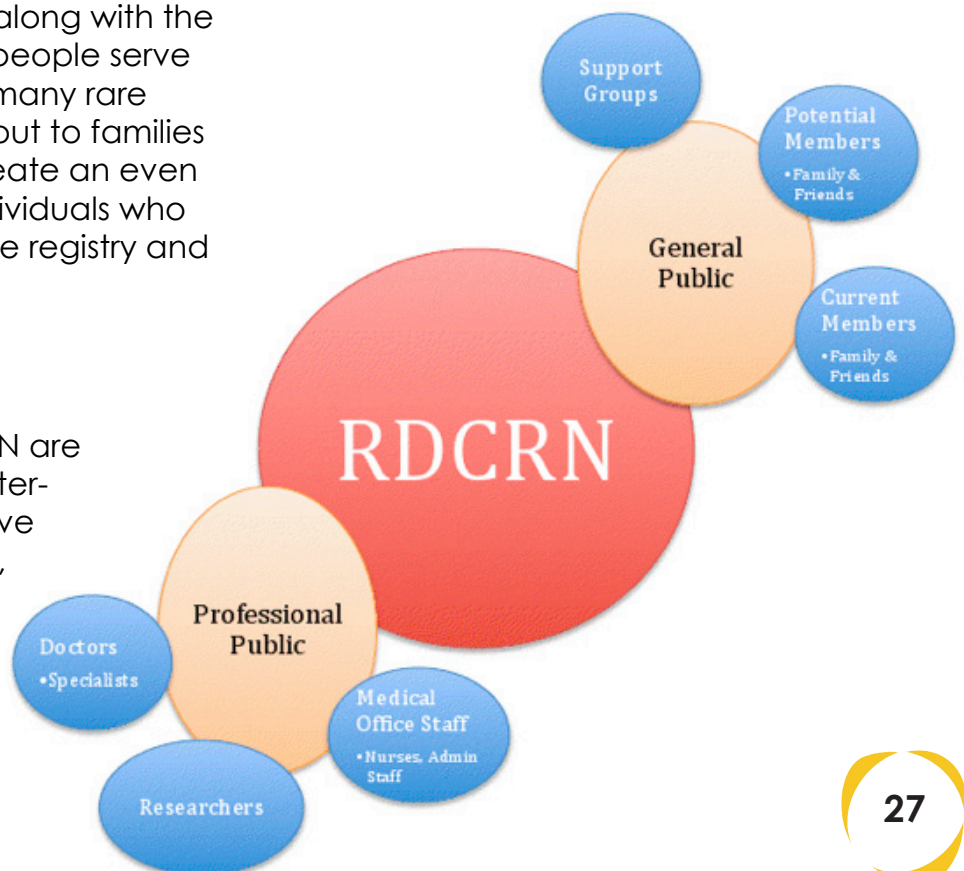 along with the
people serve
many rare
out to families
eate an even
dividuals who
e registry and
N are
ter-
ve
,
Support
Groups
Potential
Members
•Family &
Friends
General
Public
Current
Members
•Family &
Friends
RDCRN
Professional
Public
Doctors
•Specialists
Medical
Office Staff
•Nurses, Admin
Staff
Researchers
27